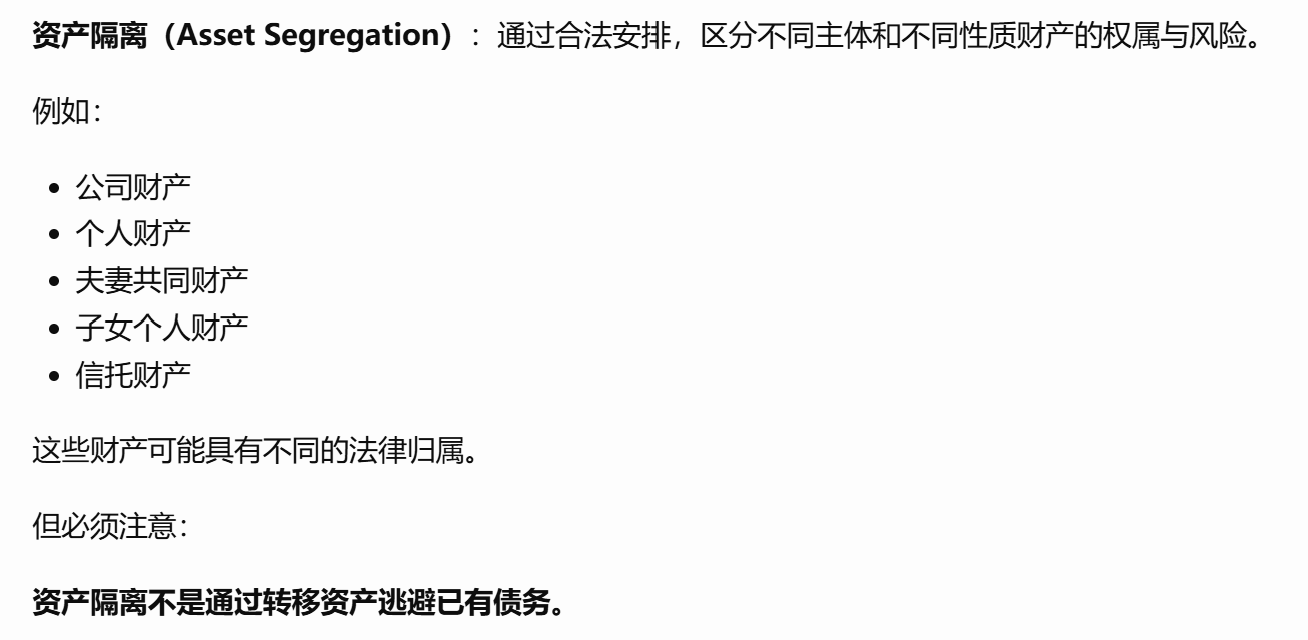 资产隔离（Asset Segregation）：通过合法安排，区分不同主体和不同性质财产的权属与风险。
例如：
• 公司财产
• 个人财产
• 夫妻共同财产
• 子女个人财产
• 信托财产
这些财产可能具有不同的法律归属。
但必须注意：
资产隔离不是通过转移资产逃避已有债务。